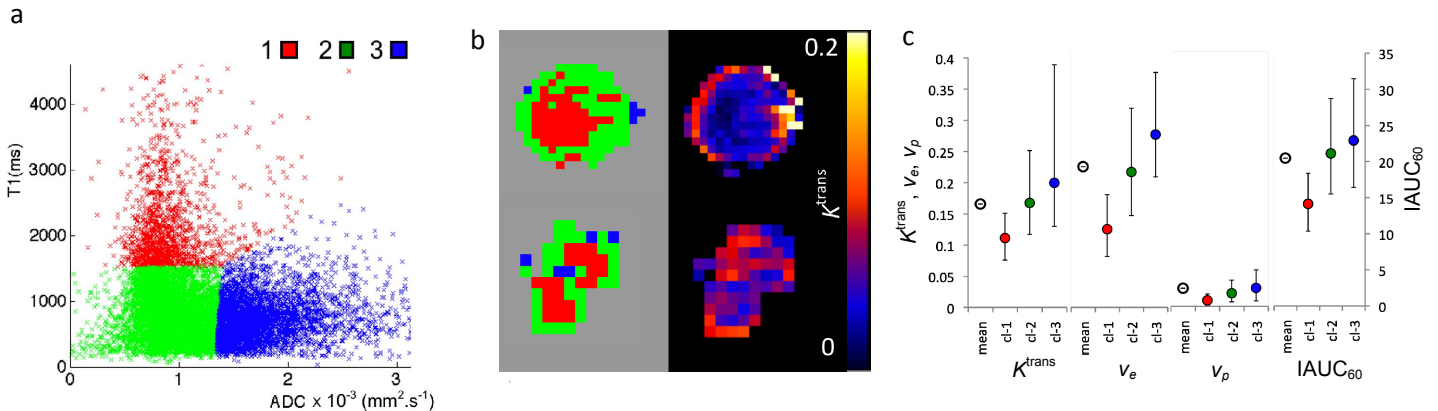 a
1 2 3
4000
3000
2000
1000
0
T1(ms)
0 1 2 3
ADC x 10⁻³ (mm².s⁻¹)
b
0.2
Kᵗʳᵃⁿˢ
0
c
0.4
0.35
0.3
0.25
0.2
0.15
0.1
0.05
0
Kᵗʳᵃⁿˢ, vₑ, vₚ
35
30
25
20
15
10
5
0
IAUC₆₀
mean cl-1 cl-2 cl-3 mean cl-1 cl-2 cl-3 mean cl-1 cl-2 cl-3 mean cl-1 cl-2 cl-3
Kᵗʳᵃⁿˢ vₑ vₚ IAUC₆₀